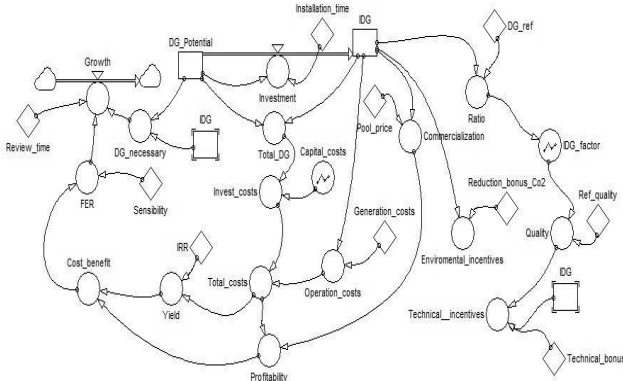 Installation_time
IDG
DG_Potential
DG_ref
Growth
Investment
Ratio
Pool_price
Commercialization
Review_time
DG_necessary
IDG
Total_DG
Capital_costs
IDG_factor
FER
Sensibility
Invest_costs
Reduction_bonus_Co2
Ref_quality
Generation_costs
Quality
IRR
Enviromental_incentives
Cost_benefit
Yield
Total_costs
Operation_costs
IDG
Technical__incentives
Technical_bonus
Profitability